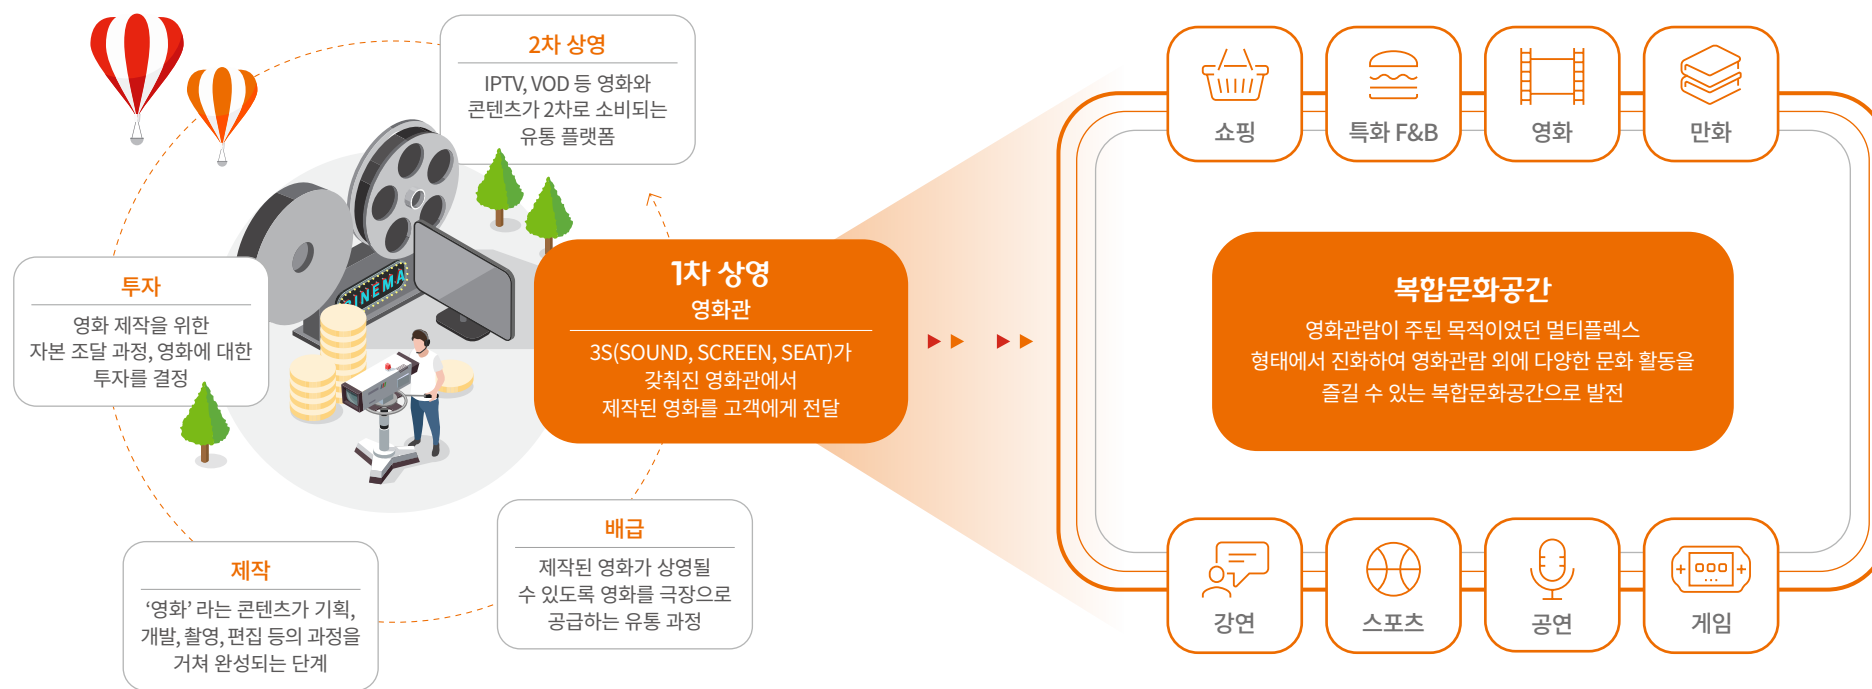 2차 상영
IPTV, VOD 등 영화와
콘텐츠가 2차로 소비되는
유통 플랫폼
투자
영화 제작을 위한
자본 조달 과정, 영화에 대한
투자를 결정
CINEMA
1차 상영
영화관
3S(SOUND, SCREEN, SEAT)가
갖춰진 영화관에서
제작된 영화를 고객에게 전달
제작
‘영화’ 라는 콘텐츠가 기획,
개발, 촬영, 편집 등의 과정을
거쳐 완성되는 단계
배급
제작된 영화가 상영될
수 있도록 영화를 극장으로
공급하는 유통 과정
쇼핑
특화 F&B
영화
만화
복합문화공간
영화관람이 주된 목적이었던 멀티플렉스
형태에서 진화하여 영화관람 외에 다양한 문화 활동을
즐길 수 있는 복합문화공간으로 발전
강연
스포츠
공연
게임